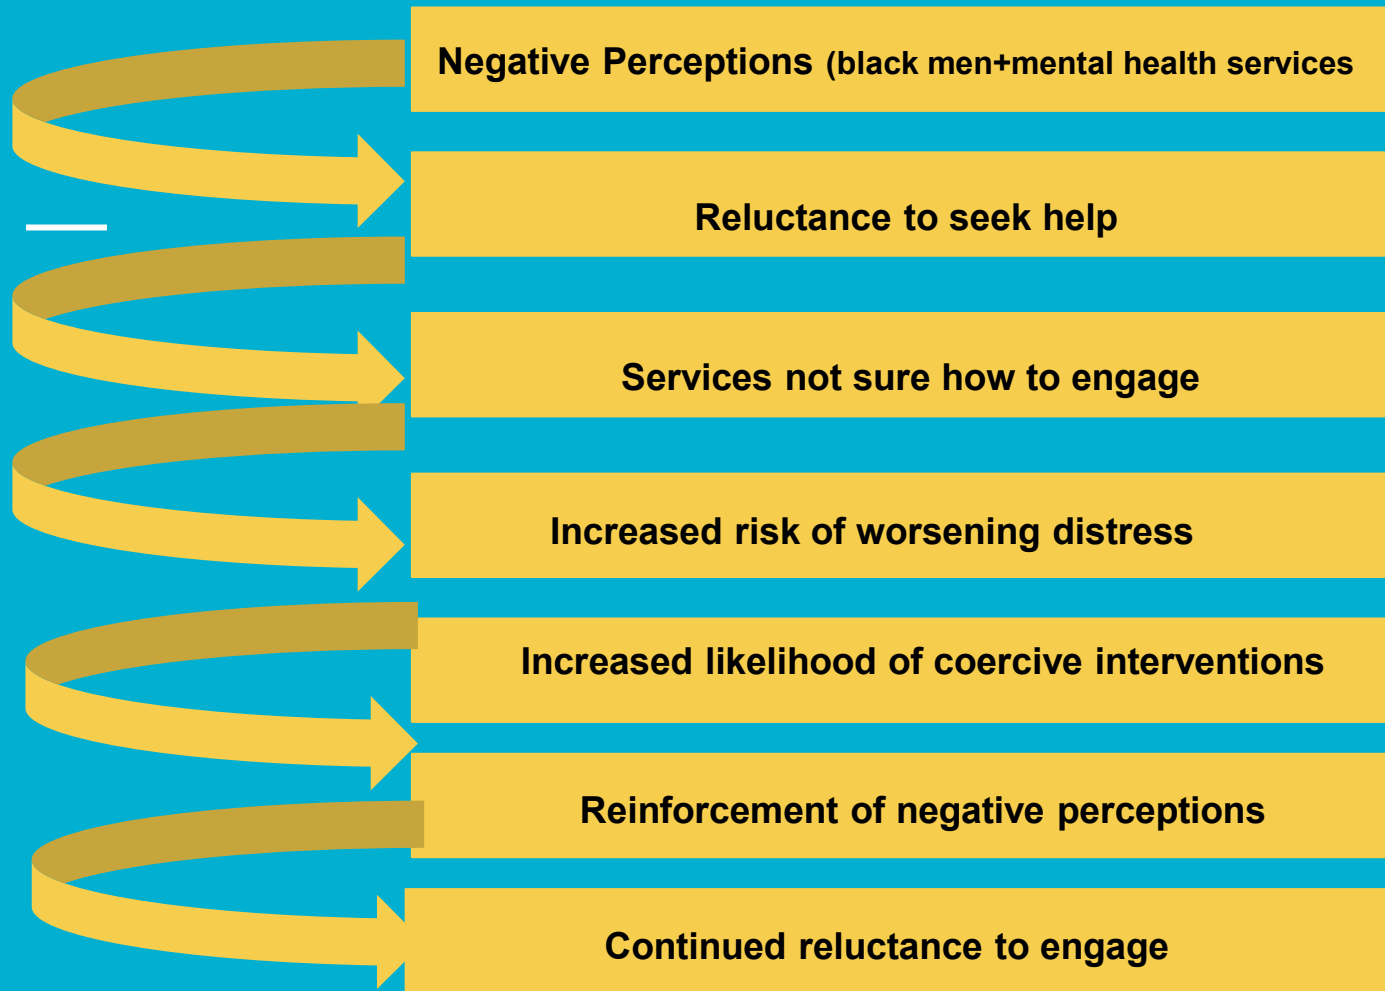 Negative Perceptions (black men+mental health services
Reluctance to seek help
Services not sure how to engage
Increased risk of worsening distress
Increased likelihood of coercive interventions
Reinforcement of negative perceptions
Continued reluctance to engage